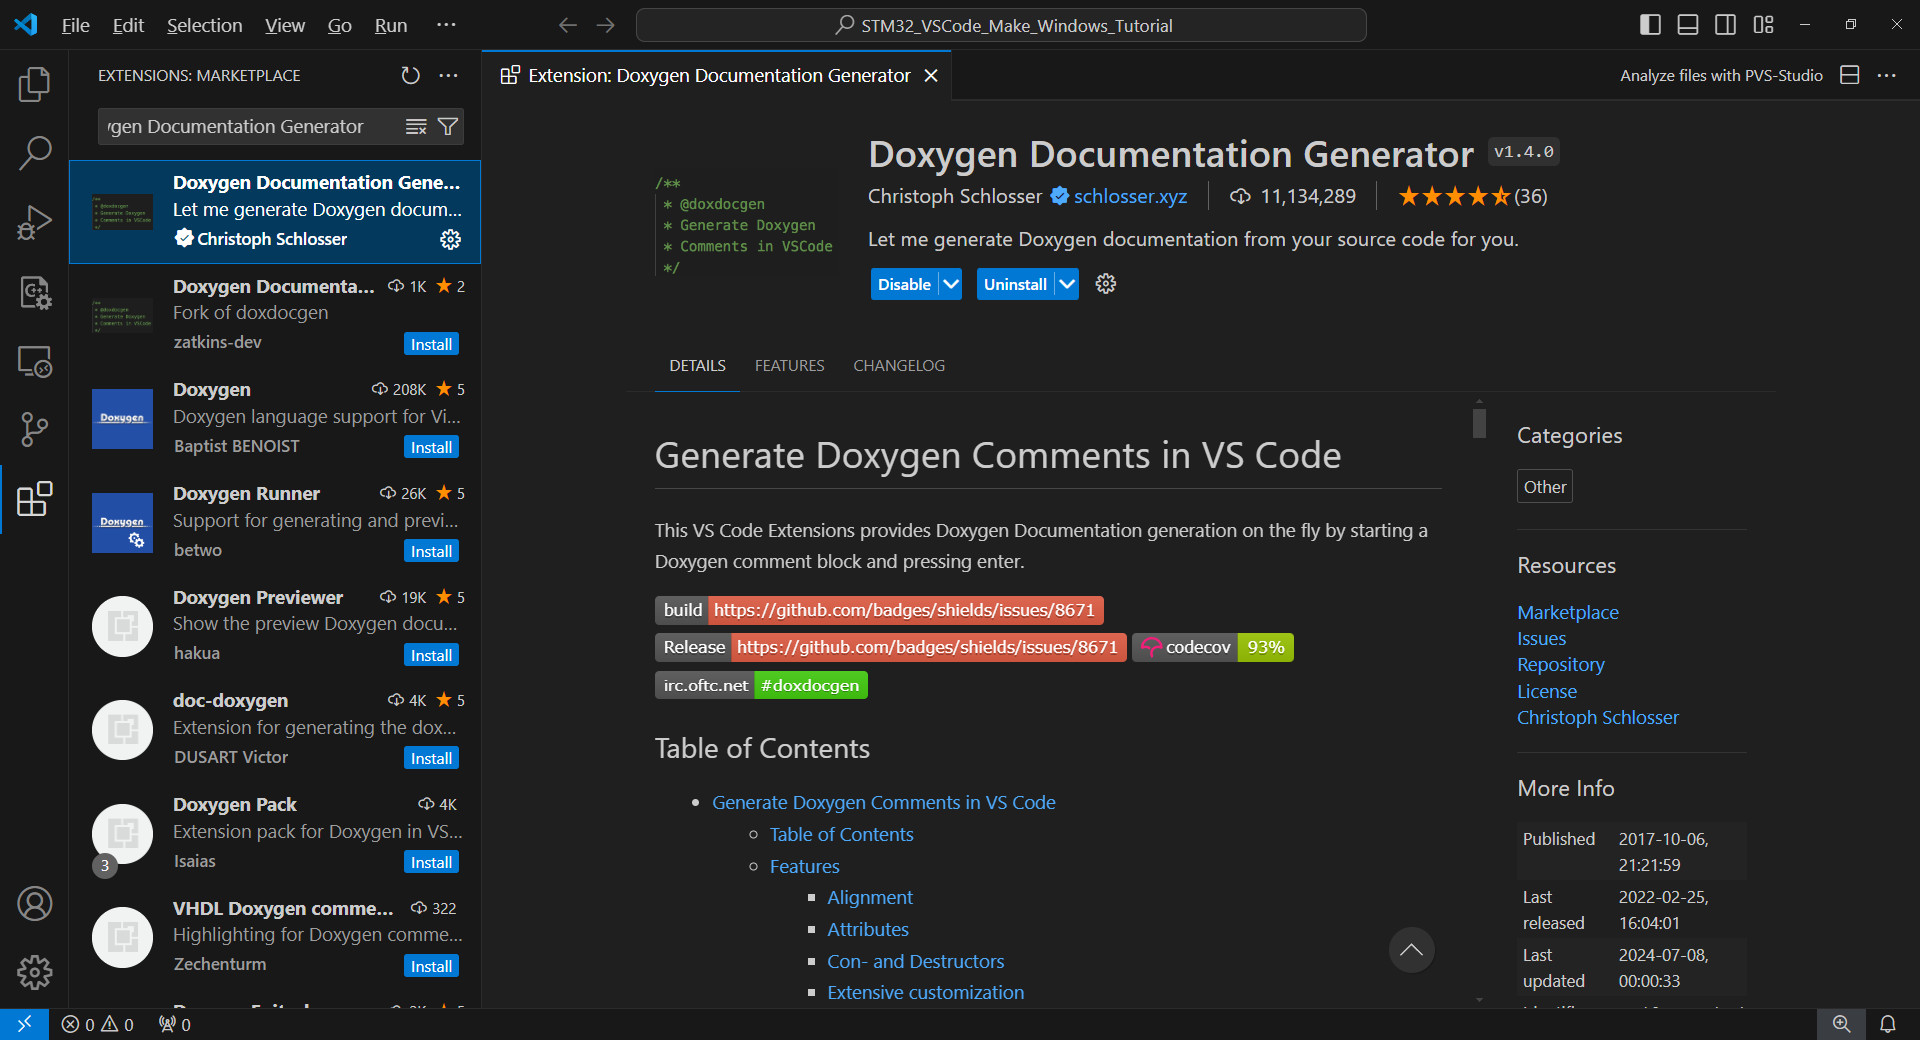 File Edit Selection View Go Run ···
STM32_VSCode_Make_Windows_Tutorial
EXTENSIONS: MARKETPLACE
ygen Documentation Generator
Doxygen Documentation Gene...
Let me generate Doxygen docum...
Christoph Schlosser
Doxygen Documenta... 1K ★ 2
Fork of doxdocgen
zatkins-dev Install
Doxygen 208K ★ 5
Doxygen language support for Vi...
Baptist BENOIST Install
Doxygen Runner 26K ★ 5
Support for generating and previ...
betwo Install
Doxygen Previewer 19K ★ 5
Show the preview Doxygen docu...
hakua Install
doc-doxygen 4K ★ 5
Extension for generating the dox...
DUSART Victor Install
Doxygen Pack 4K
Extension pack for Doxygen in VS...
3 Isaias Install
VHDL Doxygen comme... 322
Highlighting for Doxygen comme...
Zechenturm Install
Extension: Doxygen Documentation Generator
Analyze files with PVS-Studio
/**
* @doxdocgen
* Generate Doxygen
* Comments in VSCode
*/
Doxygen Documentation Generator v1.4.0
Christoph Schlosser schlosser.xyz 11,134,289 ★★★★★ (36)
Let me generate Doxygen documentation from your source code for you.
Disable Uninstall
DETAILS FEATURES CHANGELOG
Generate Doxygen Comments in VS Code
This VS Code Extensions provides Doxygen Documentation generation on the fly by starting a
Doxygen comment block and pressing enter.
build https://github.com/badges/shields/issues/8671
Release https://github.com/badges/shields/issues/8671 codecov 93%
irc.oftc.net #doxdocgen
Table of Contents
• Generate Doxygen Comments in VS Code
◦ Table of Contents
◦ Features
▪ Alignment
▪ Attributes
▪ Con- and Destructors
▪ Extensive customization
Categories
Other
Resources
Marketplace
Issues
Repository
License
Christoph Schlosser
More Info
Published 2017-10-06,
21:21:59
Last 2022-02-25,
released 16:04:01
Last 2024-07-08,
updated 00:00:33
0 0 0